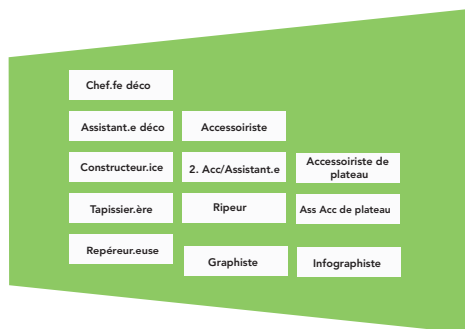 Chef.fe déco
Assistant.e déco
Accessoiriste
Constructeur.ice
2. Acc/Assistant.e
Accessoiriste de
plateau
Tapissier.ère
Ripeur
Ass Acc de plateau
Repéreur.euse
Graphiste
Infographiste